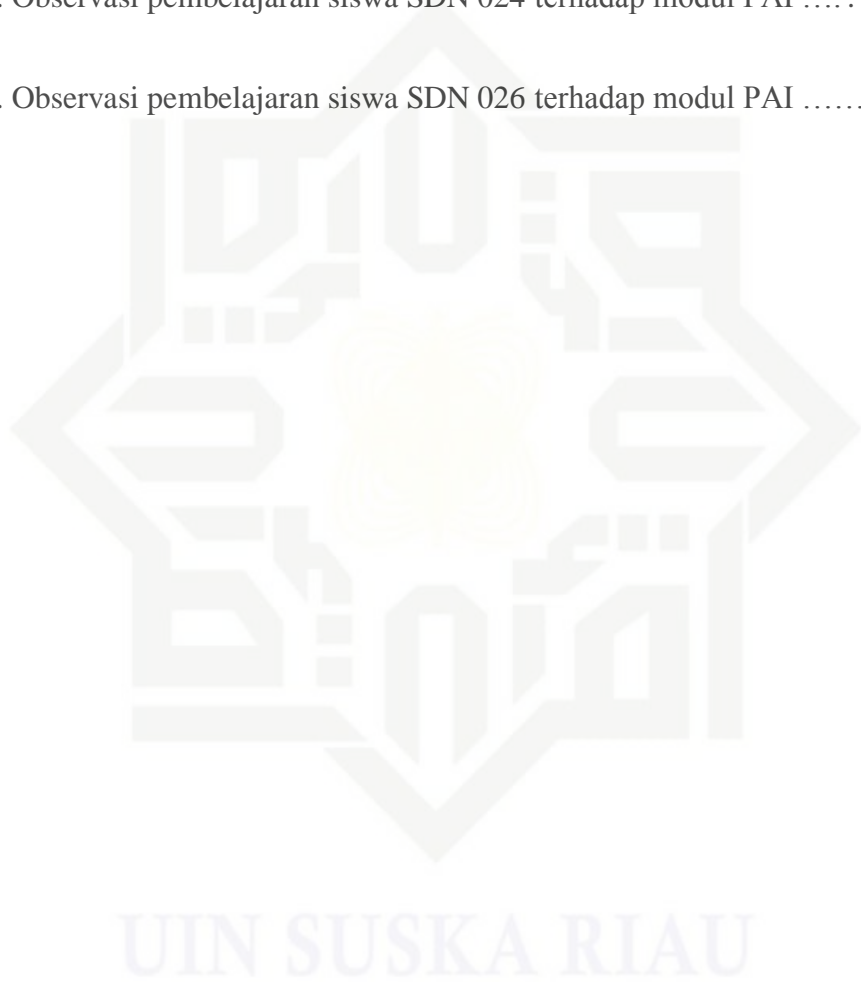 . Observasi pembelajaran siswa SDN 024 terhadap modul PAI …. .
. Observasi pembelajaran siswa SDN 026 terhadap modul PAI ……
UIN SUSKA RIAU